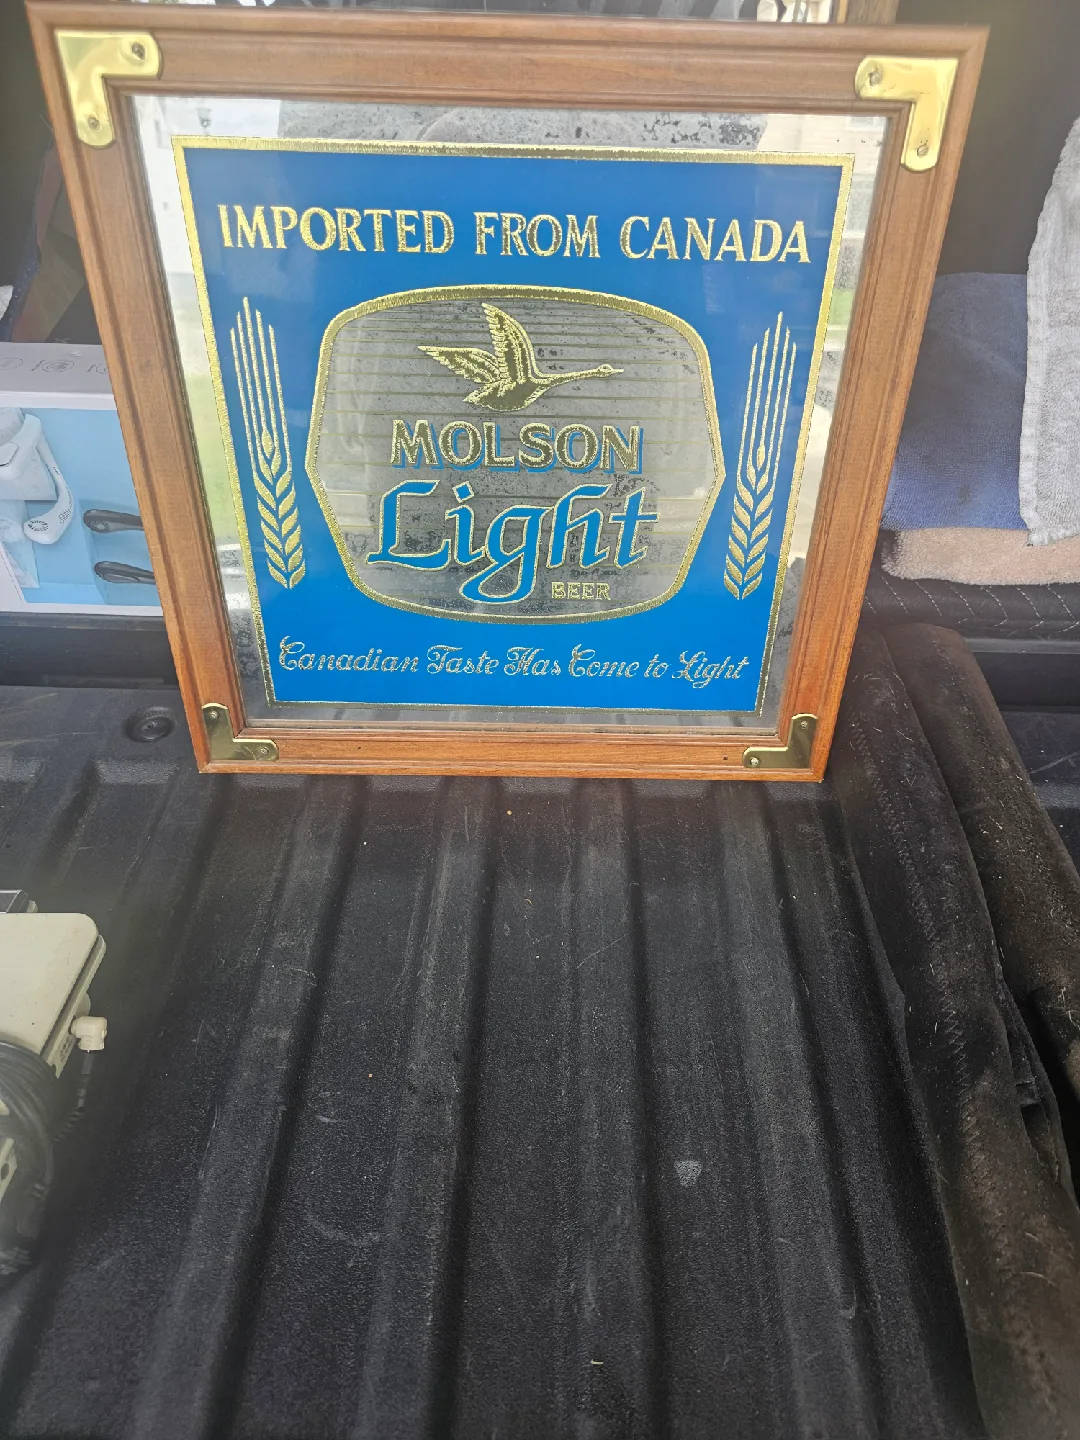 IMPORTED FROM CANADA
MOLSON
Light
BEER
Canadian Taste Has Come to Light